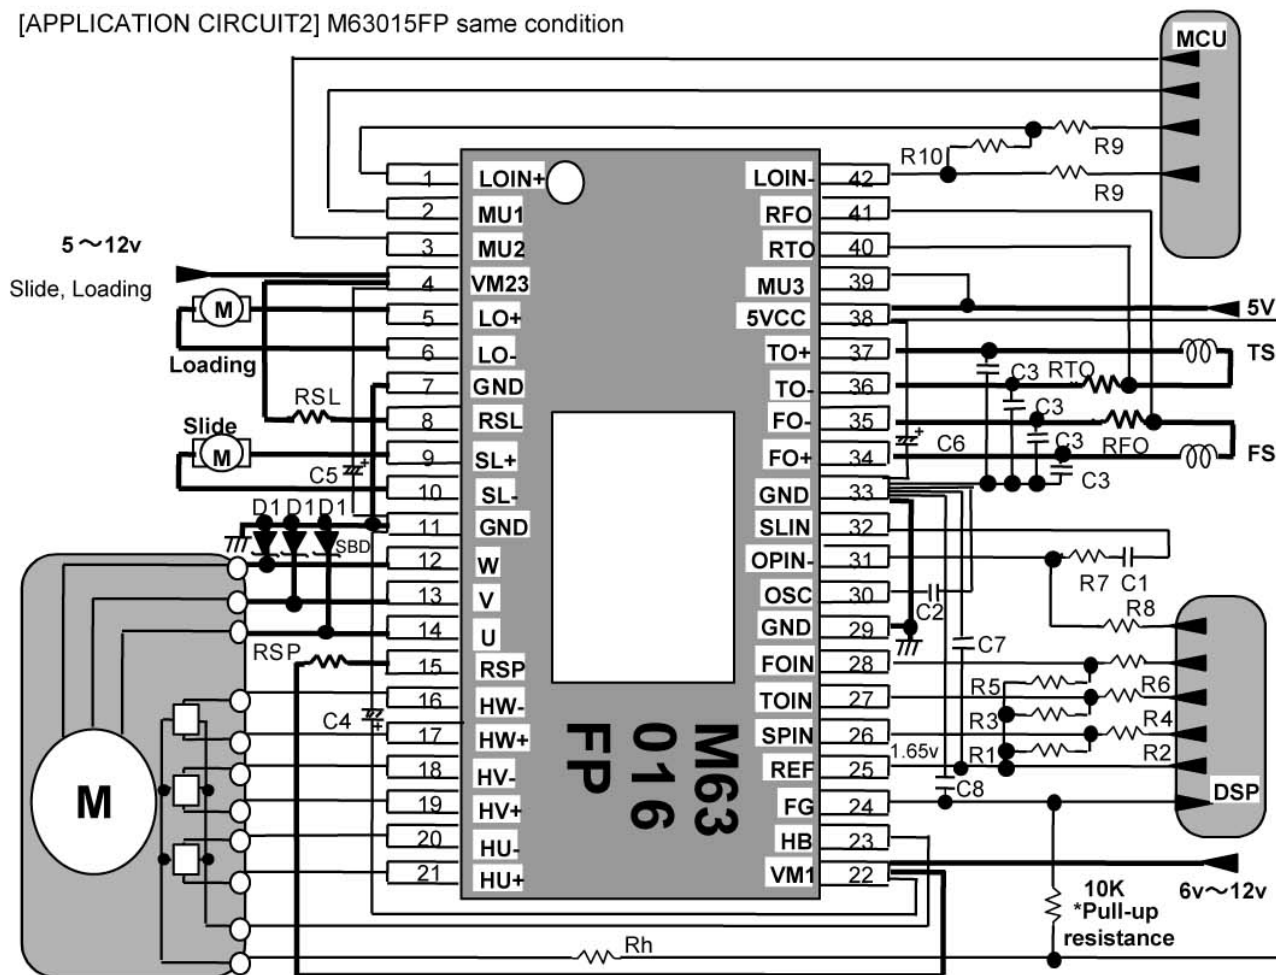 [APPLICATION CIRCUIT2] M63015FP same condition
MCU
R10
R9
R9
1 LOIN+ LOIN- 42
2 MU1 RFO 41
3 MU2 RTO 40
4 VM23 MU3 39
5 LO+ 5VCC 38
6 LO- TO+ 37
7 GND TO- 36
8 RSL FO- 35
9 SL+ FO+ 34
10 SL- GND 33
11 GND SLIN 32
12 W OPIN- 31
13 V OSC 30
14 U GND 29
15 RSP FOIN 28
16 HW- TOIN 27
17 HW+ SPIN 26
18 HV- REF 25
19 HV+ FG 24
20 HU- HB 23
21 HU+ VM1 22
M63
016
FP
5～12v
Slide, Loading
M
Loading
RSL
Slide
M
C5 +
D1 D1 D1
SBD
RSP
C4 +
M
Rh
5V
TS
C3 RTO
C3
C3 RFO
C3
+ C6
FS
R7 C1
C2
R8
C7
R5 R6
R3 R4
R1 R2
1.65v
C8
DSP
6v～12v
10K
*Pull-up
resistance